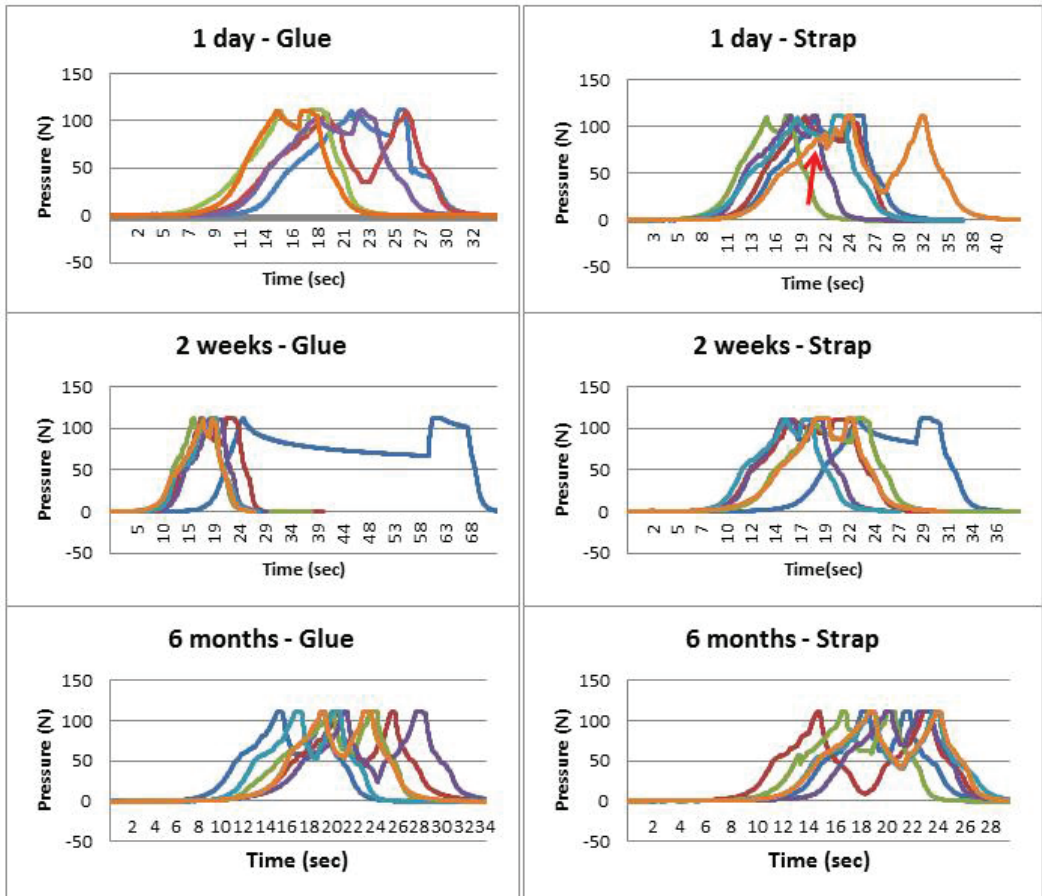 1 day - Glue
150
100
50
0
-50
Pressure (N)
2 5 7 9 11 14 16 18 21 23 25 27 30 32
Time (sec)
1 day - Strap
150
100
50
0
-50
Pressure (N)
3 5 8 11 13 16 19 22 24 27 30 32 35 38 40
Time (sec)
2 weeks - Glue
150
100
50
0
-50
Pressure (N)
5 10 15 19 24 29 34 39 44 48 53 58 63 68
Time (sec)
2 weeks - Strap
150
100
50
0
-50
Pressure (N)
2 5 7 10 12 14 17 19 22 24 26 29 31 34 36
Time(sec)
6 months - Glue
150
100
50
0
-50
Pressure (N)
2 4 6 8 10 12 14 16 18 20 22 24 26 28 30 32 34
Time (sec)
6 months - Strap
150
100
50
0
-50
Pressure (N)
2 4 6 8 10 12 14 16 18 20 22 24 26 28
Time (sec)